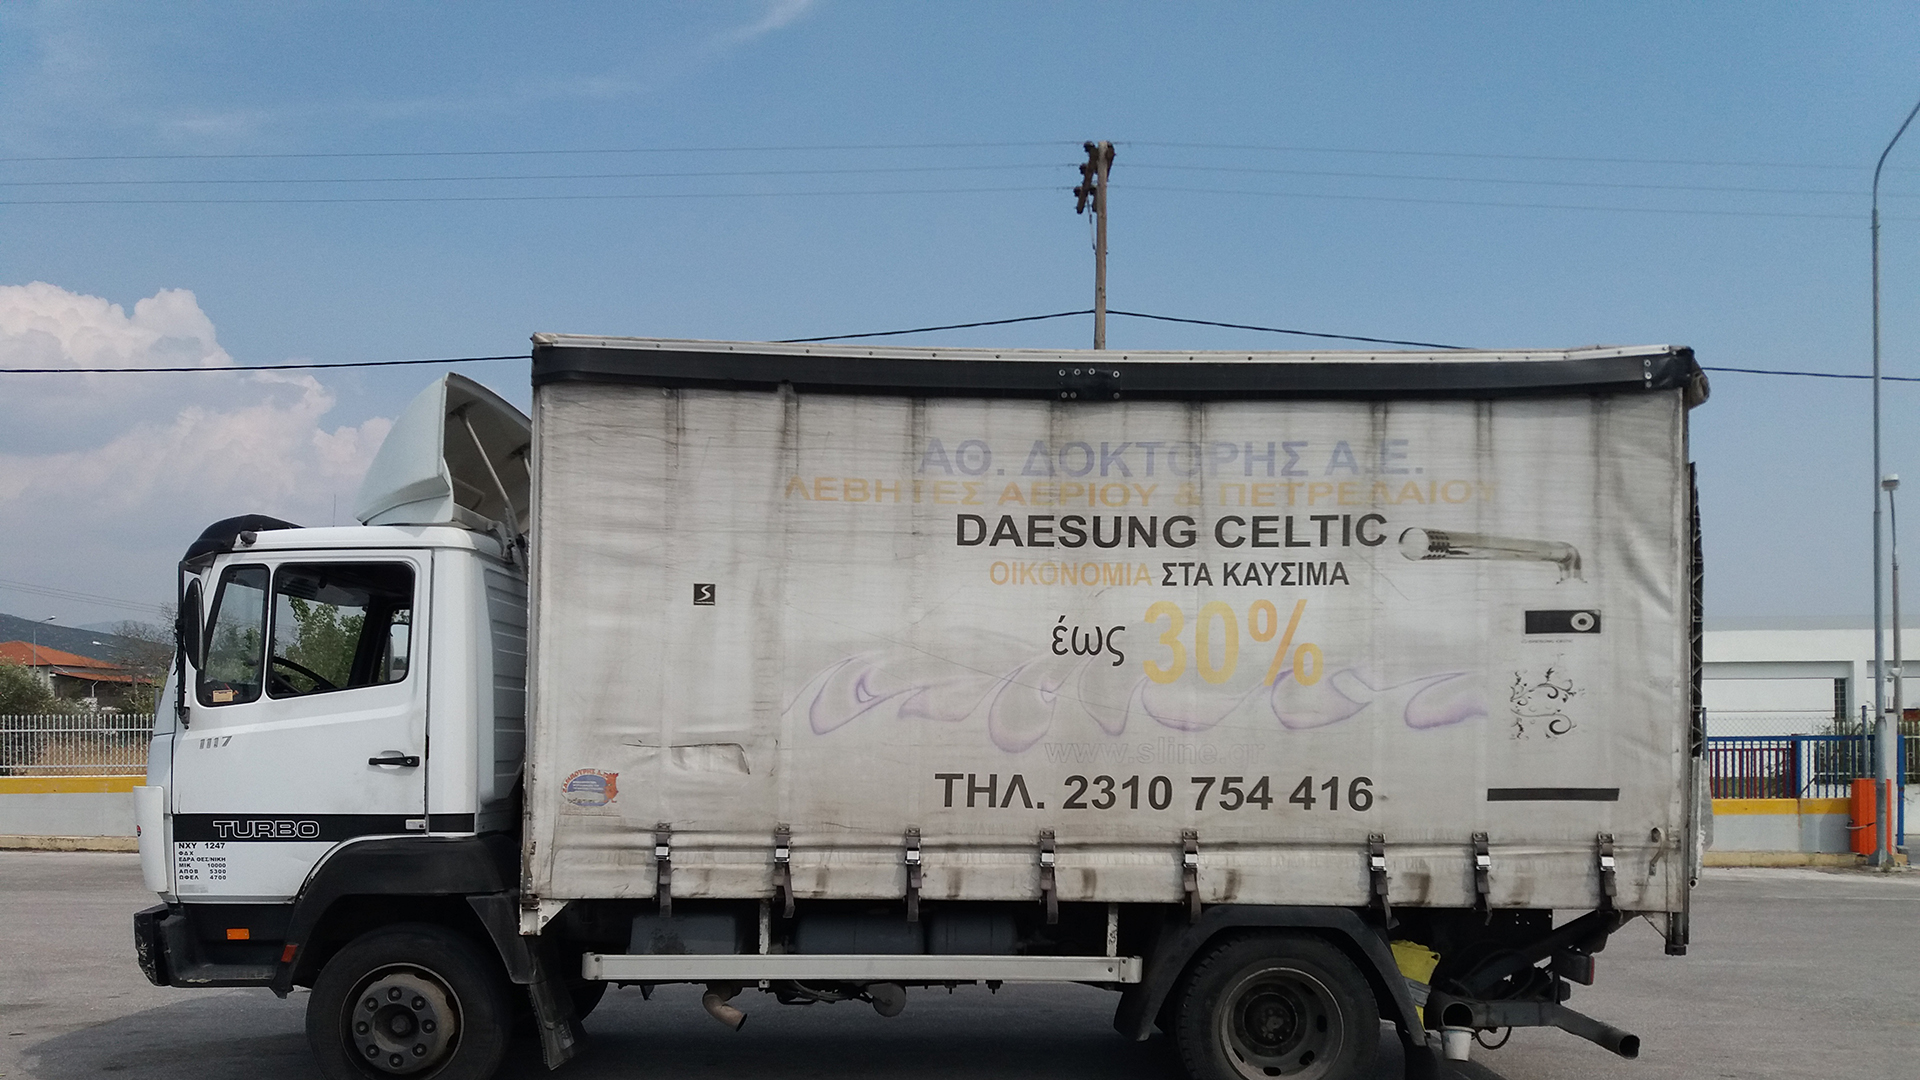 ΑΘ. ΔΟΚΤΟΡΗΣ Α.Ε.
ΛΕΒΗΤΕΣ ΑΕΡΙΟΥ & ΠΕΤΡΕΛΑΙΟΥ
DAESUNG CELTIC
ΟΙΚΟΝΟΜΙΑ ΣΤΑ ΚΑΥΣΙΜΑ
έως 30%
www.sline.gr
ΤΗΛ. 2310 754 416
S
1117
TURBO
NXY 1247
Φ Δ Χ
ΕΔΡΑ ΘΕΣ/ΝΙΚΗ
ΜΙΚ 10000
ΑΠΟΒ 5300
ΩΦΕΛ 4700